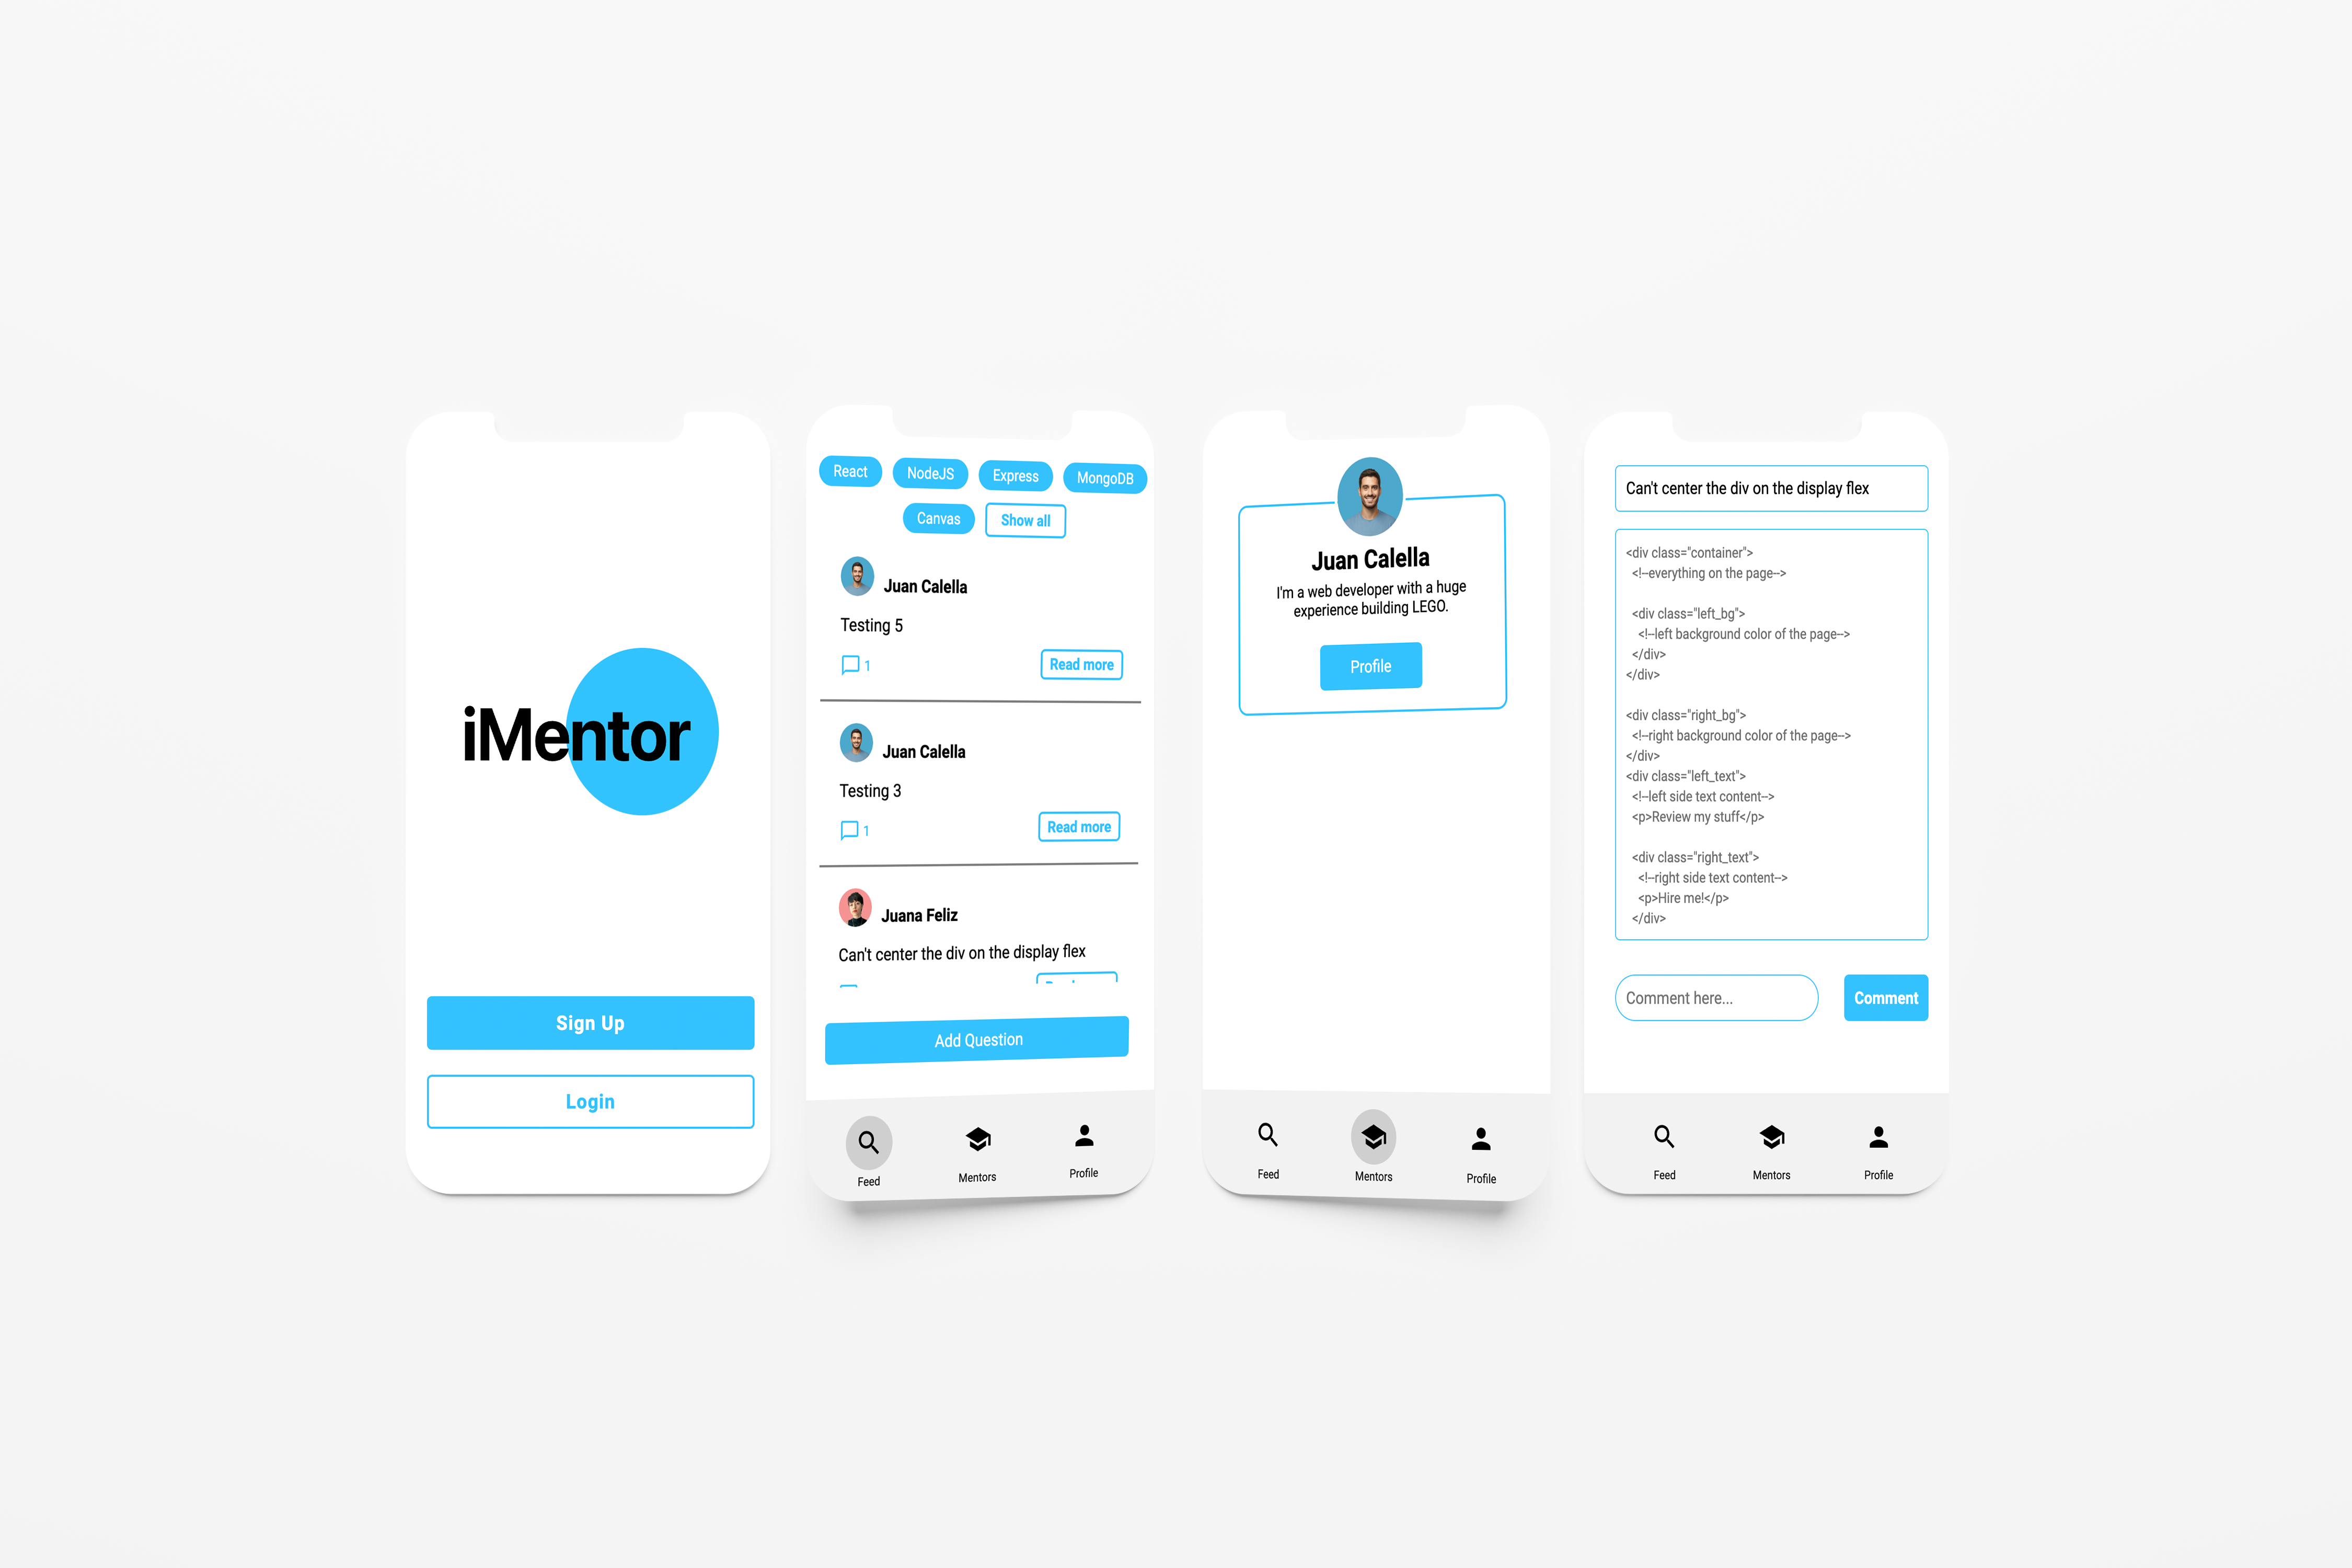 iMentor
Sign Up
Login
React NodeJS Express MongoDB
Canvas Show all
Juan Calella
Testing 5
1 Read more
Juan Calella
Testing 3
1 Read more
Juana Feliz
Can't center the div on the display flex
Add Question
Feed Mentors Profile
Juan Calella
I'm a web developer with a huge
experience building LEGO.
Profile
Feed Mentors Profile
Can't center the div on the display flex
<div class="container">
<!--everything on the page-->
<div class="left_bg">
<!--left background color of the page-->
</div>
</div>
<div class="right_bg">
<!--right background color of the page-->
</div>
<div class="left_text">
<!--left side text content-->
<p>Review my stuff</p>
<div class="right_text">
<!--right side text content-->
<p>Hire me!</p>
</div>
Comment here... Comment
Feed Mentors Profile